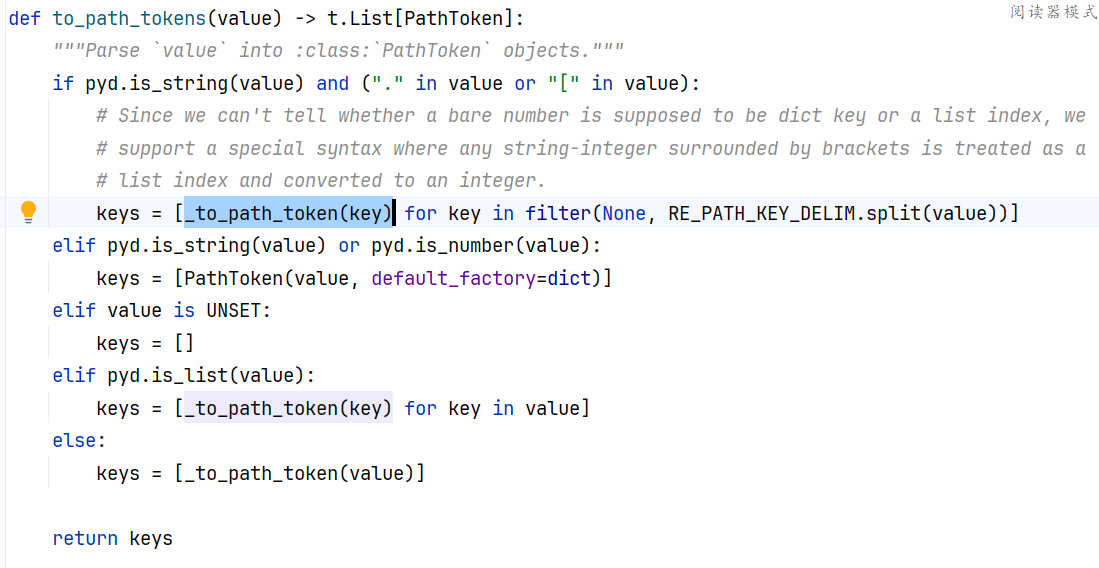 def to_path_tokens(value) -> t.List[PathToken]:
阅读器模式
    """Parse `value` into :class:`PathToken` objects."""
    if pyd.is_string(value) and ("." in value or "[" in value):
        # Since we can't tell whether a bare number is supposed to be dict key or a list index, we
        # support a special syntax where any string-integer surrounded by brackets is treated as a
        # list index and converted to an integer.
        keys = [_to_path_token(key) for key in filter(None, RE_PATH_KEY_DELIM.split(value))]
    elif pyd.is_string(value) or pyd.is_number(value):
        keys = [PathToken(value, default_factory=dict)]
    elif value is UNSET:
        keys = []
    elif pyd.is_list(value):
        keys = [_to_path_token(key) for key in value]
    else:
        keys = [_to_path_token(value)]
    return keys